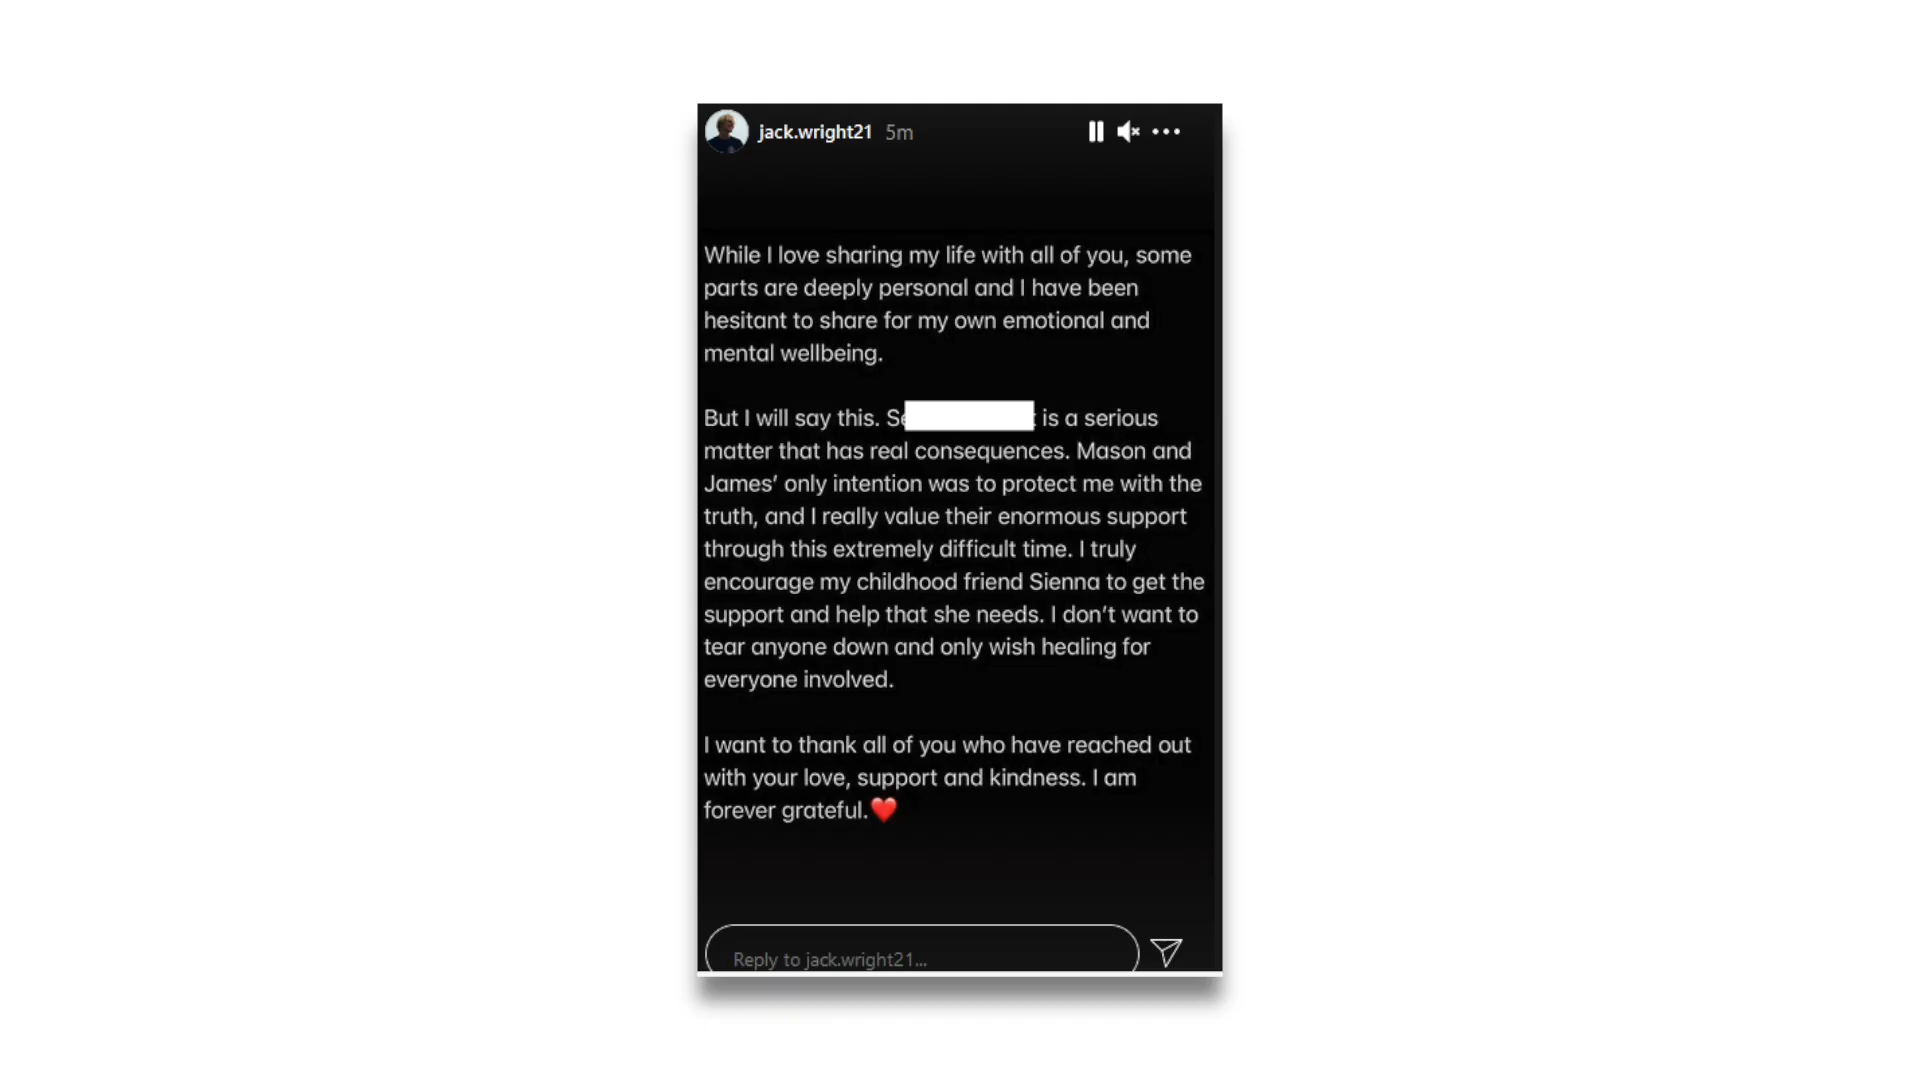 jack.wright21 5m
While I love sharing my life with all of you, some
parts are deeply personal and I have been
hesitant to share for my own emotional and
mental wellbeing.
But I will say this. is a serious
matter that has real consequences. Mason and
James’ only intention was to protect me with the
truth, and I really value their enormous support
through this extremely difficult time. I truly
encourage my childhood friend Sienna to get the
support and help that she needs. I don’t want to
tear anyone down and only wish healing for
everyone involved.
I want to thank all of you who have reached out
with your love, support and kindness. I am
forever grateful.❤️
Reply to jack.wright21...